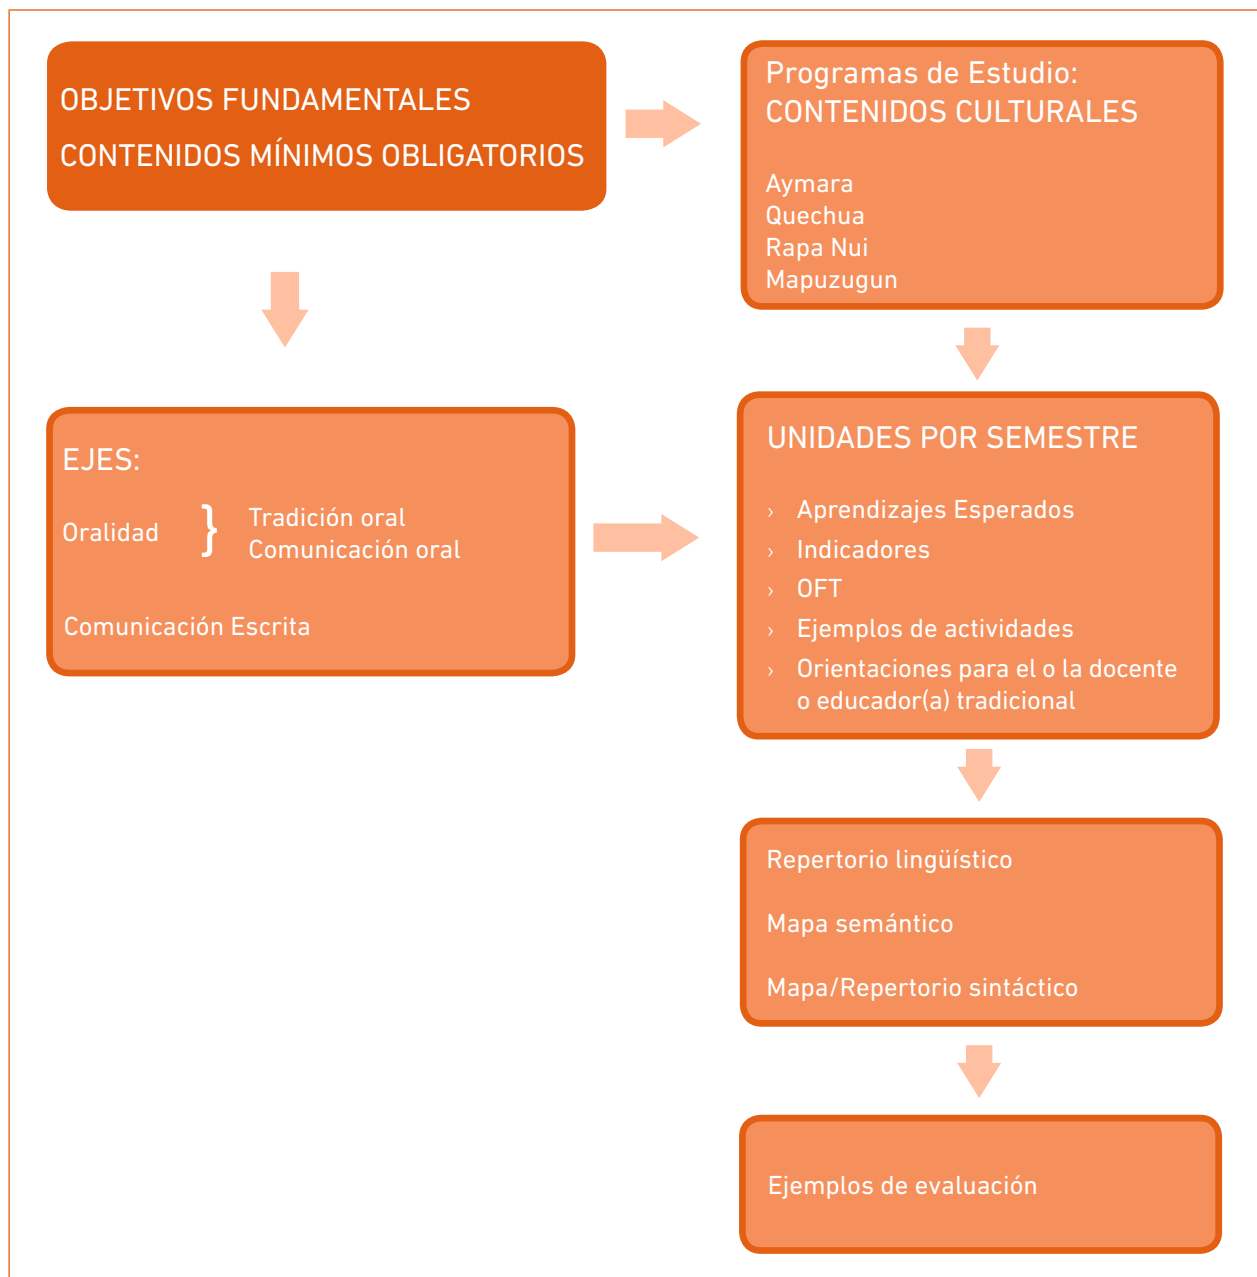 OBJETIVOS FUNDAMENTALES
CONTENIDOS MÍNIMOS OBLIGATORIOS
Programas de Estudio:
CONTENIDOS CULTURALES
Aymara
Quechua
Rapa Nui
Mapuzugun
EJES:
Oralidad } Tradición oral
Comunicación oral
Comunicación Escrita
UNIDADES POR SEMESTRE
› Aprendizajes Esperados
› Indicadores
› OFT
› Ejemplos de actividades
› Orientaciones para el o la docente
o educador(a) tradicional
Repertorio lingüístico
Mapa semántico
Mapa/Repertorio sintáctico
Ejemplos de evaluación